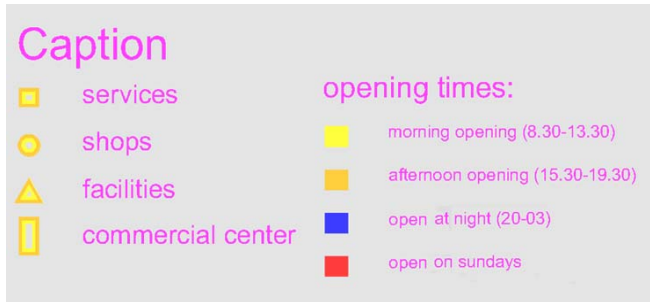 Caption
services
shops
facilities
commercial center
opening times:
morning opening (8.30-13.30)
afternoon opening (15.30-19.30)
open at night (20-03)
open on sundays